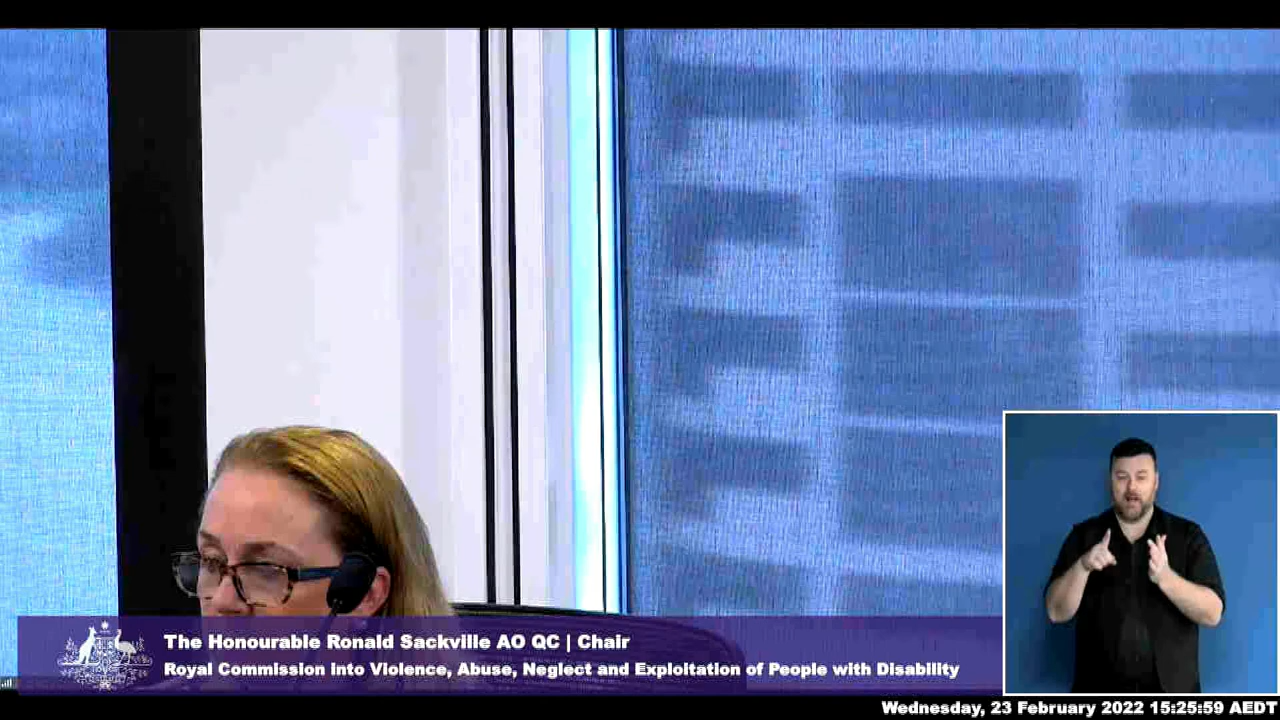 The Honourable Ronald Sackville AO QC | Chair
Royal Commission into Violence, Abuse, Neglect and Exploitation of People with Disability
Wednesday, 23 February 2022 15:25:59 AEDT